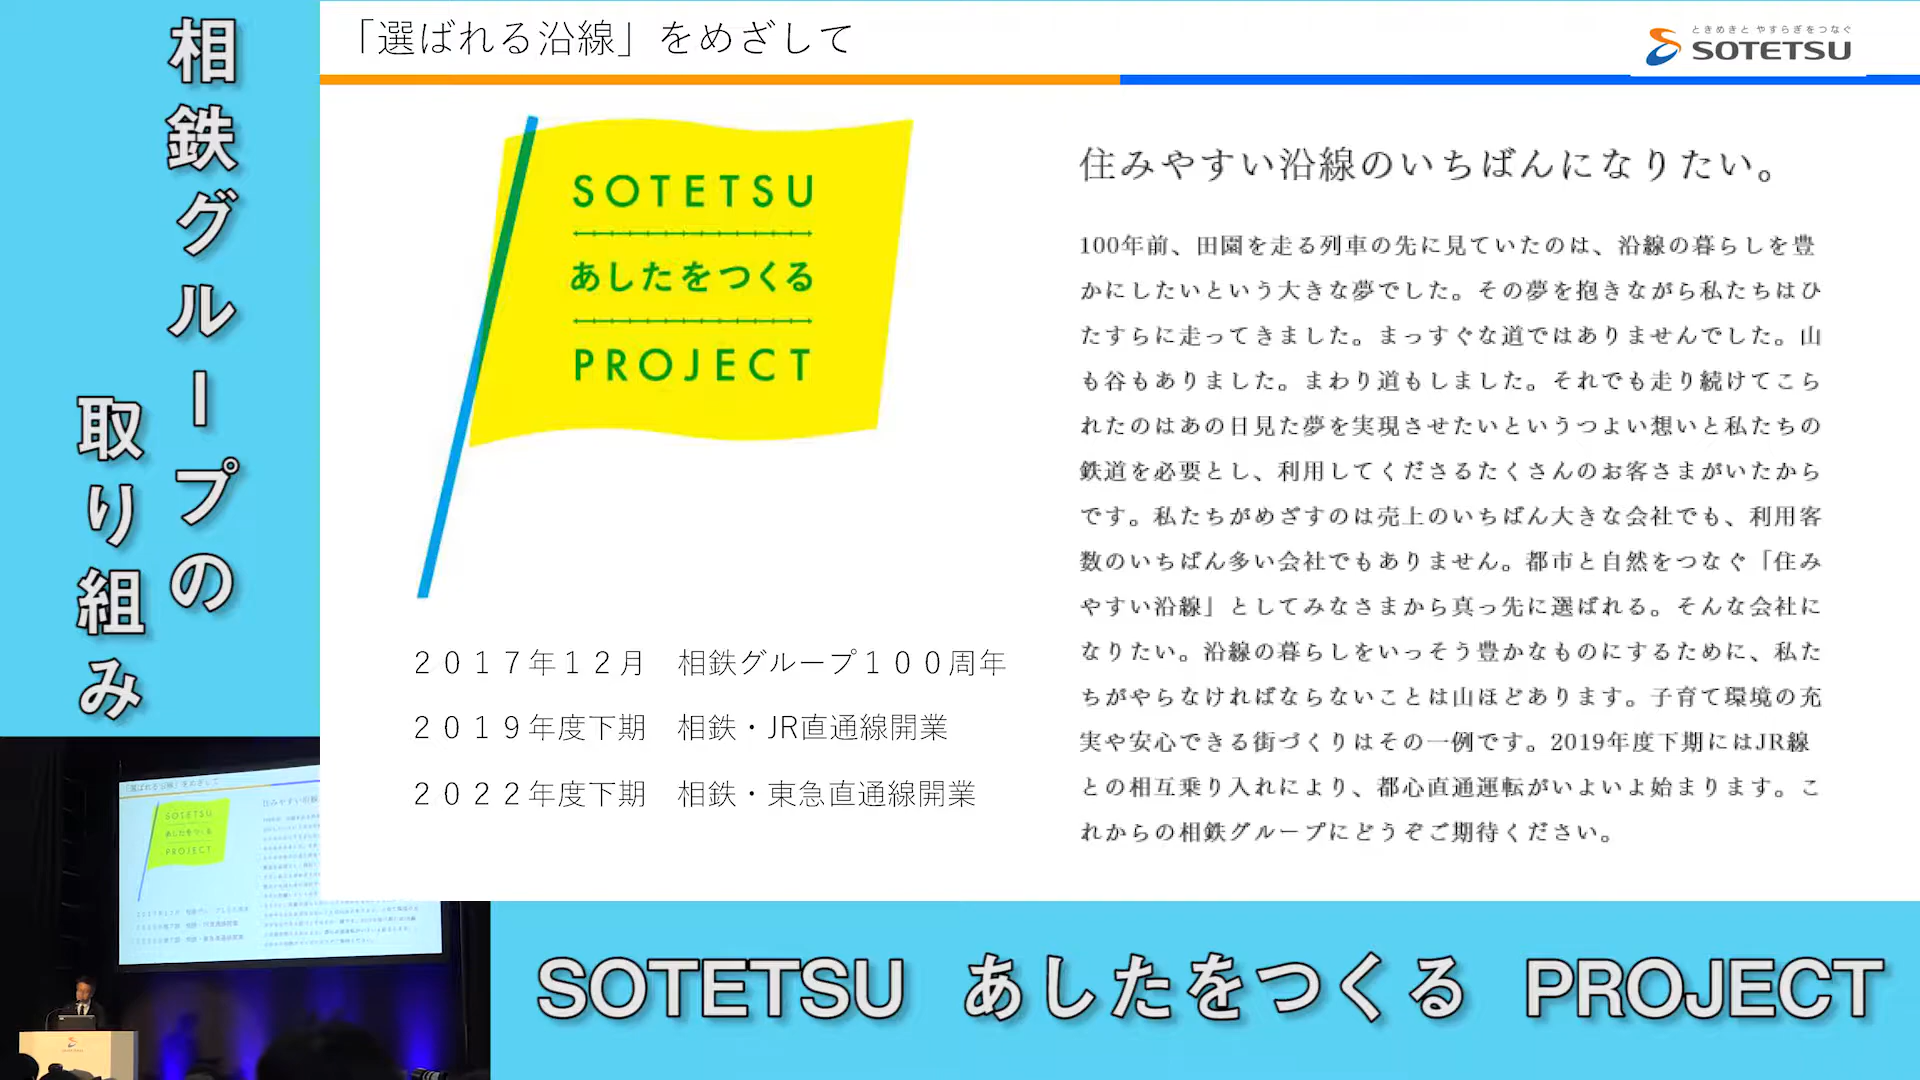 相鉄グループの
取り組み
「選ばれる沿線」をめざして
ときめきと やすらぎをつなぐ
SOTETSU
SOTETSU
あしたをつくる
PROJECT
２０１７年１２月　相鉄グループ１００周年
２０１９年度下期　相鉄・JR直通線開業
２０２２年度下期　相鉄・東急直通線開業
住みやすい沿線のいちばんになりたい。
100年前、田園を走る列車の先に見ていたのは、沿線の暮らしを豊
かにしたいという大きな夢でした。その夢を抱きながら私たちはひ
たすらに走ってきました。まっすぐな道ではありませんでした。山
も谷もありました。まわり道もしました。それでも走り続けてこら
れたのはあの日見た夢を実現させたいというつよい想いと私たちの
鉄道を必要とし、利用してくださるたくさんのお客さまがいたから
です。私たちがめざすのは売上のいちばん大きな会社でも、利用客
数のいちばん多い会社でもありません。都市と自然をつなぐ「住み
やすい沿線」としてみなさまから真っ先に選ばれる。そんな会社に
なりたい。沿線の暮らしをいっそう豊かなものにするために、私た
ちがやらなければならないことは山ほどあります。子育て環境の充
実や安心できる街づくりはその一例です。2019年度下期にはJR線
との相互乗り入れにより、都心直通運転がいよいよ始まります。こ
れからの相鉄グループにどうぞご期待ください。
「選ばれる沿線」をめざして
SOTETSU
あしたをつくる
PROJECT
SOTETSU あしたをつくる PROJECT